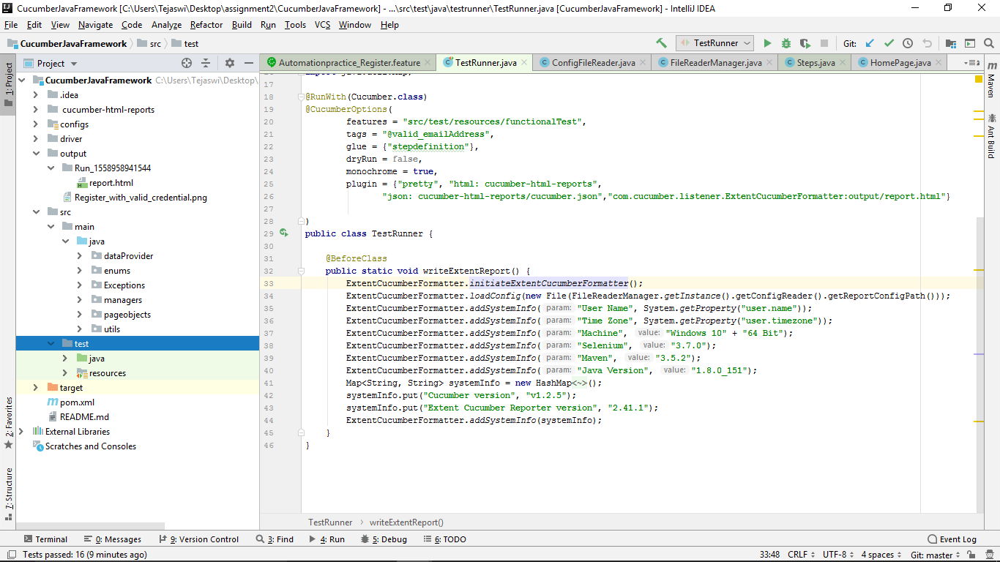 CucumberJavaFramework [C:\Users\Tejaswi\Desktop\assignment2\CucumberJavaFramework] - ...\src\test\java\testrunner\TestRunner.java [CucumberJavaFramework] - IntelliJ IDEA
File Edit View Navigate Code Analyze Refactor Build Run Tools VCS Window Help
CucumberJavaFramework src test
TestRunner Git:
Project
Automationpractice_Register.feature TestRunner.java ConfigFileReader.java FileReaderManager.java Steps.java HomePage.java
1: Project
2: Favorites
7: Structure
CucumberJavaFramework C:\Users\Tejaswi\Desktop\
.idea
cucumber-html-reports
configs
driver
output
Run_1558958941544
report.html
Register_with_valid_credential.png
src
main
java
dataProvider
enums
Exceptions
managers
pageobjects
utils
test
java
resources
target
pom.xml
README.md
External Libraries
Scratches and Consoles
17
18 @RunWith(Cucumber.class)
19 @CucumberOptions(
20 features = "src/test/resources/functionalTest",
21 tags = "@valid_emailAddress",
22 glue = {"stepdefinition"},
23 dryRun = false,
24 monochrome = true,
25 plugin = {"pretty", "html: cucumber-html-reports",
26 "json: cucumber-html-reports/cucumber.json","com.cucumber.listener.ExtentCucumberFormatter:output/report.html"}
27
28 )
29 public class TestRunner {
30
31 @BeforeClass
32 public static void writeExtentReport() {
33 ExtentCucumberFormatter.initiateExtentCucumberFormatter();
34 ExtentCucumberFormatter.loadConfig(new File(FileReaderManager.getInstance().getConfigReader().getReportConfigPath()));
35 ExtentCucumberFormatter.addSystemInfo( param: "User Name", System.getProperty("user.name"));
36 ExtentCucumberFormatter.addSystemInfo( param: "Time Zone", System.getProperty("user.timezone"));
37 ExtentCucumberFormatter.addSystemInfo( param: "Machine", value: "Windows 10" + "64 Bit");
38 ExtentCucumberFormatter.addSystemInfo( param: "Selenium", value: "3.7.0");
39 ExtentCucumberFormatter.addSystemInfo( param: "Maven", value: "3.5.2");
40 ExtentCucumberFormatter.addSystemInfo( param: "Java Version", value: "1.8.0_151");
41 Map<String, String> systemInfo = new HashMap<~>();
42 systemInfo.put("Cucumber version", "v1.2.5");
43 systemInfo.put("Extent Cucumber Reporter version", "2.41.1");
44 ExtentCucumberFormatter.addSystemInfo(systemInfo);
45 }
46 }
Maven
Ant Build
TestRunner writeExtentReport()
Terminal 0: Messages 9: Version Control 3: Find 4: Run 5: Debug 6: TODO Event Log
Tests passed: 16 (9 minutes ago) 33:48 CRLF UTF-8 4 spaces Git: master